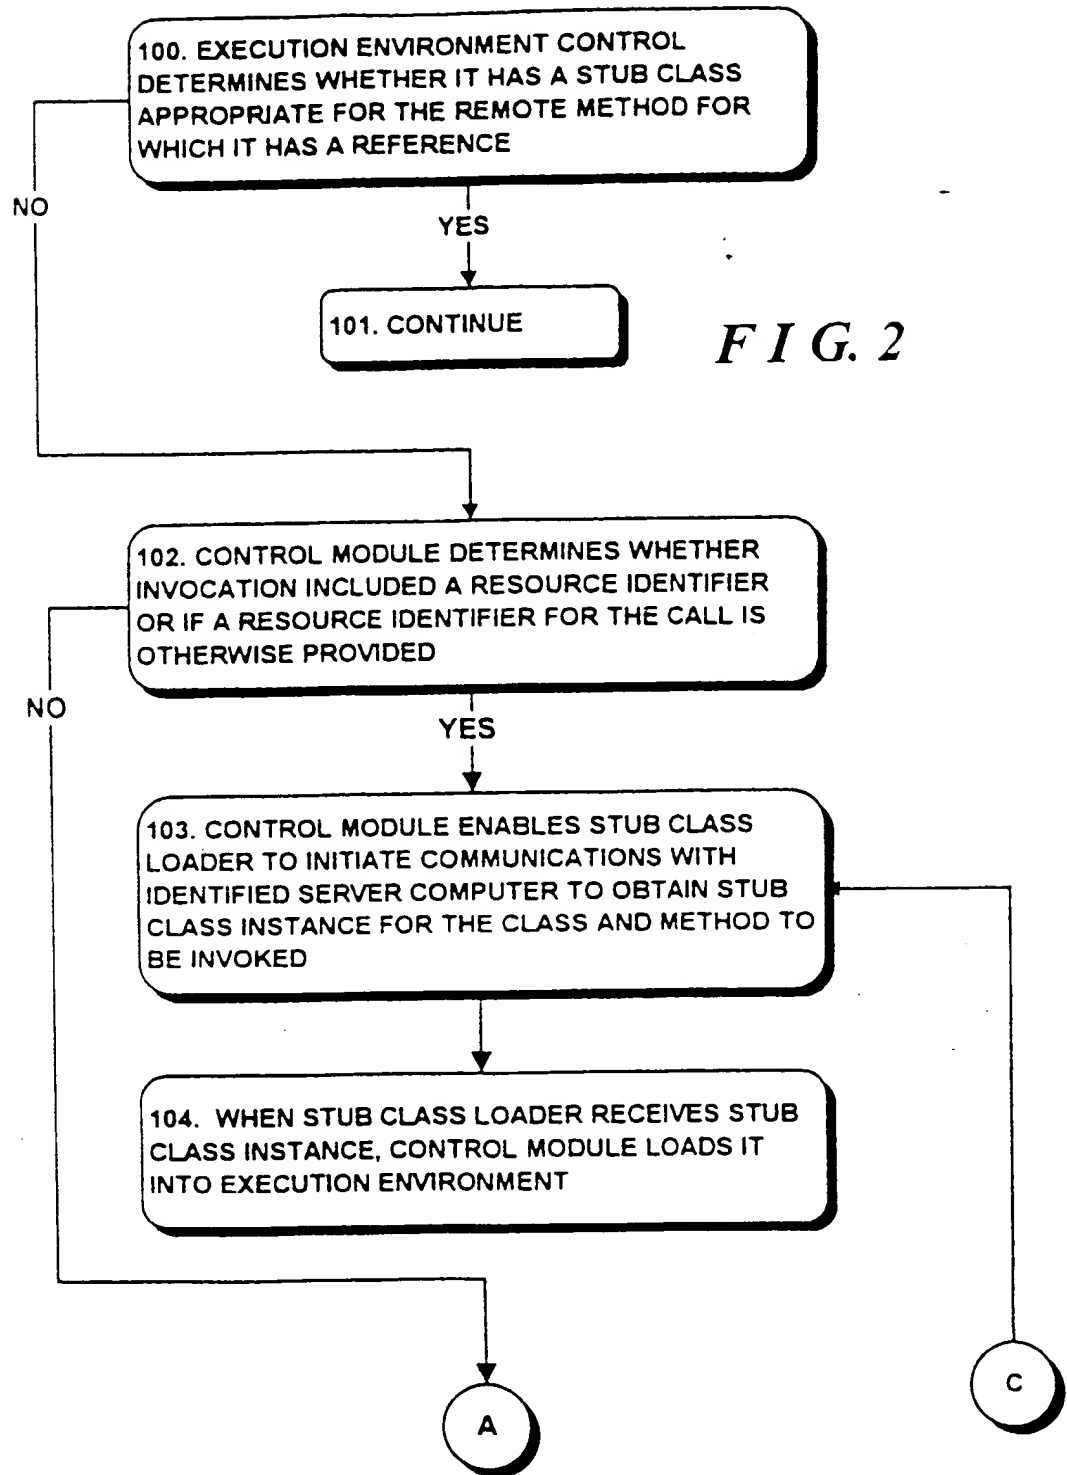 100. EXECUTION ENVIRONMENT CONTROL
DETERMINES WHETHER IT HAS A STUB CLASS
APPROPRIATE FOR THE REMOTE METHOD FOR
WHICH IT HAS A REFERENCE
NO
YES
101. CONTINUE
FIG. 2
102. CONTROL MODULE DETERMINES WHETHER
INVOCATION INCLUDED A RESOURCE IDENTIFIER
OR IF A RESOURCE IDENTIFIER FOR THE CALL IS
OTHERWISE PROVIDED
NO
YES
103. CONTROL MODULE ENABLES STUB CLASS
LOADER TO INITIATE COMMUNICATIONS WITH
IDENTIFIED SERVER COMPUTER TO OBTAIN STUB
CLASS INSTANCE FOR THE CLASS AND METHOD TO
BE INVOKED
104. WHEN STUB CLASS LOADER RECEIVES STUB
CLASS INSTANCE, CONTROL MODULE LOADS IT
INTO EXECUTION ENVIRONMENT
C
A